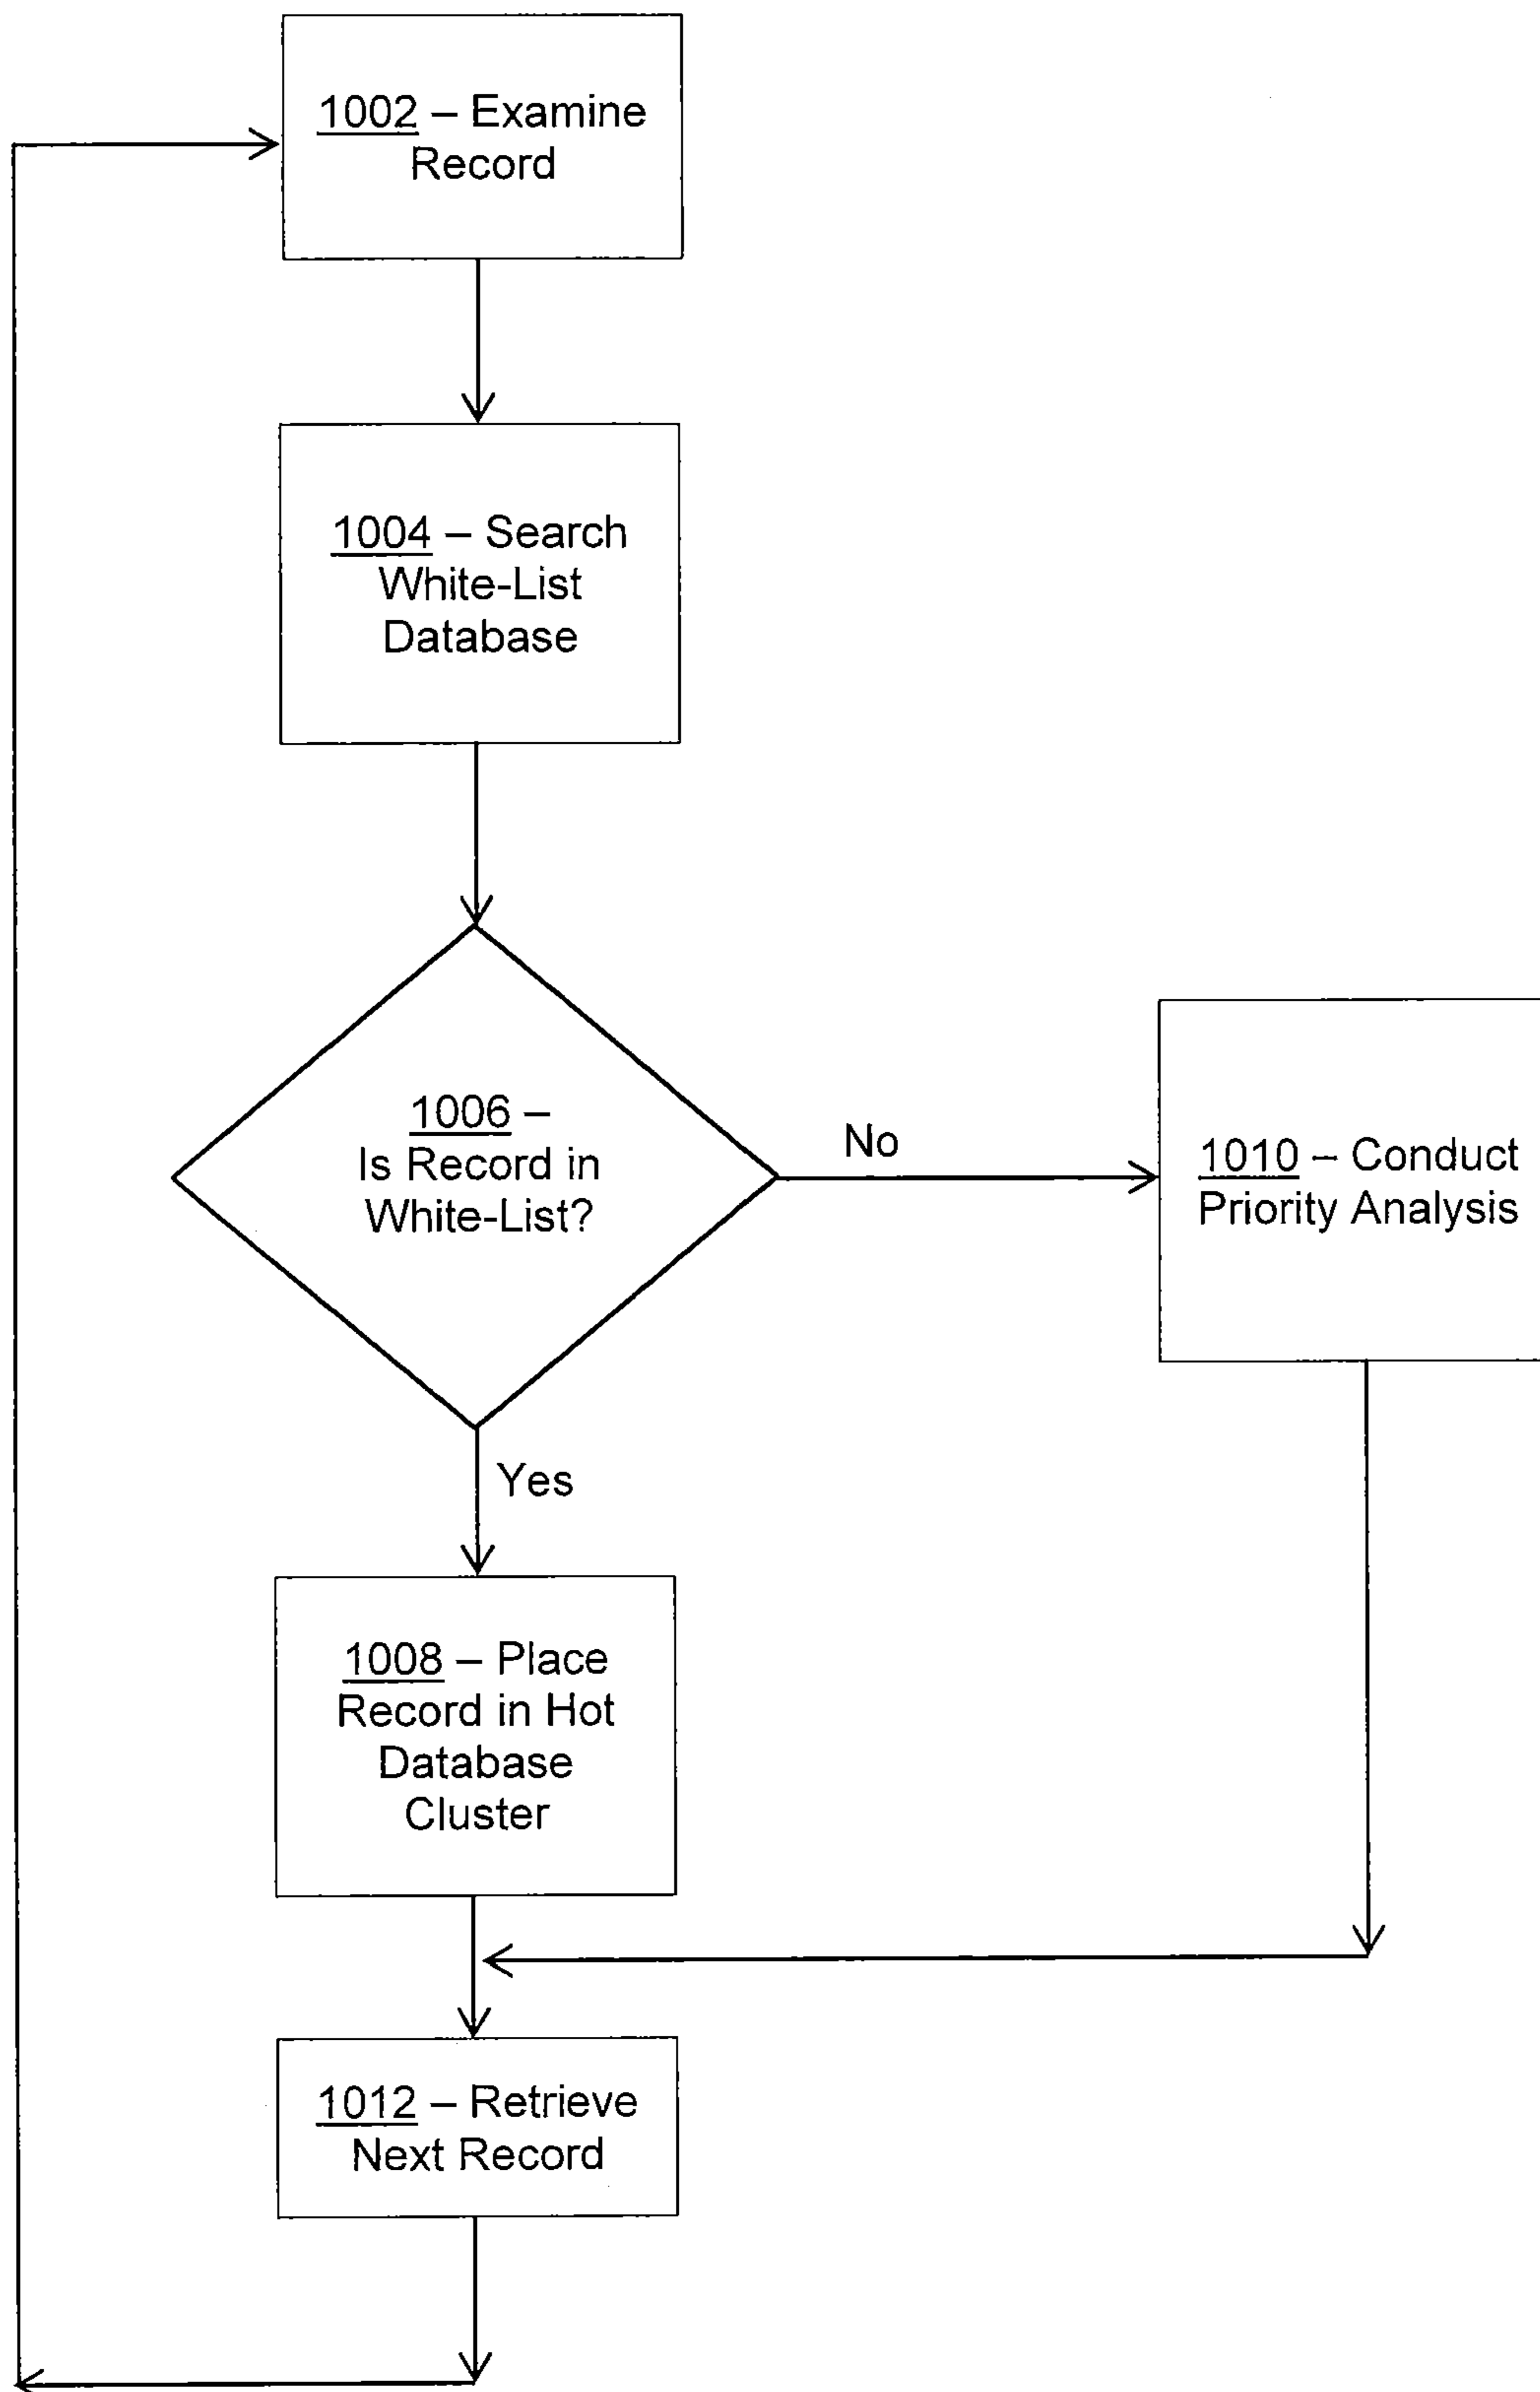 1002 – Examine
Record
1004 – Search
White-List
Database
1006 –
Is Record in
White-List?
No
1010 – Conduct
Priority Analysis
Yes
1008 – Place
Record in Hot
Database
Cluster
1012 – Retrieve
Next Record